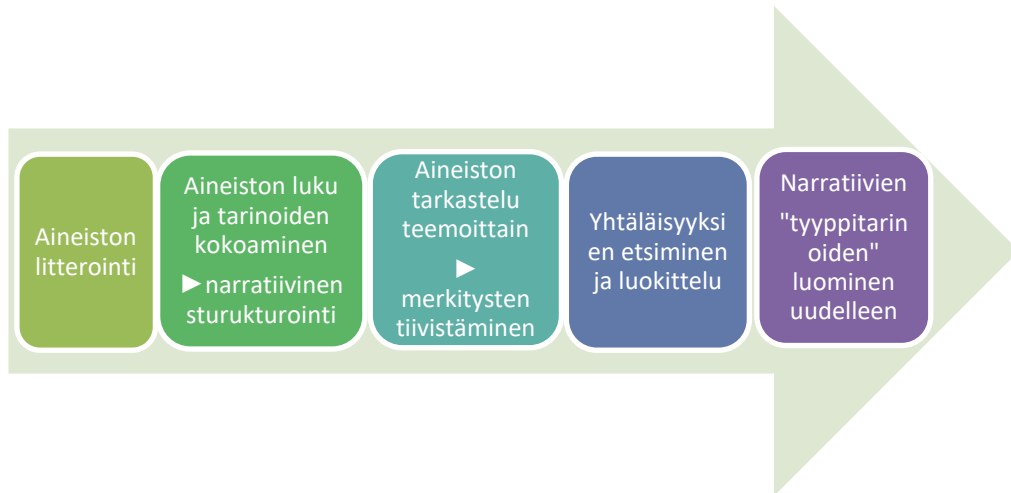 Aineiston
litterointi
Aineiston luku
ja tarinoiden
kokoaminen
►narratiivinen
sturukturointi
Aineiston
tarkastelu
teemoittain
►
merkitysten
tiivistäminen
Yhtäläisyyksi
en etsiminen
ja luokittelu
Narratiivien
"tyyppitarin
oiden"
luominen
uudelleen